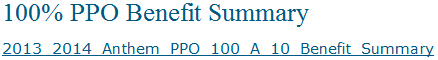 100% PPO Benefit Summary
2013_2014_Anthem_PPO_100_A_10_Benefit_Summary